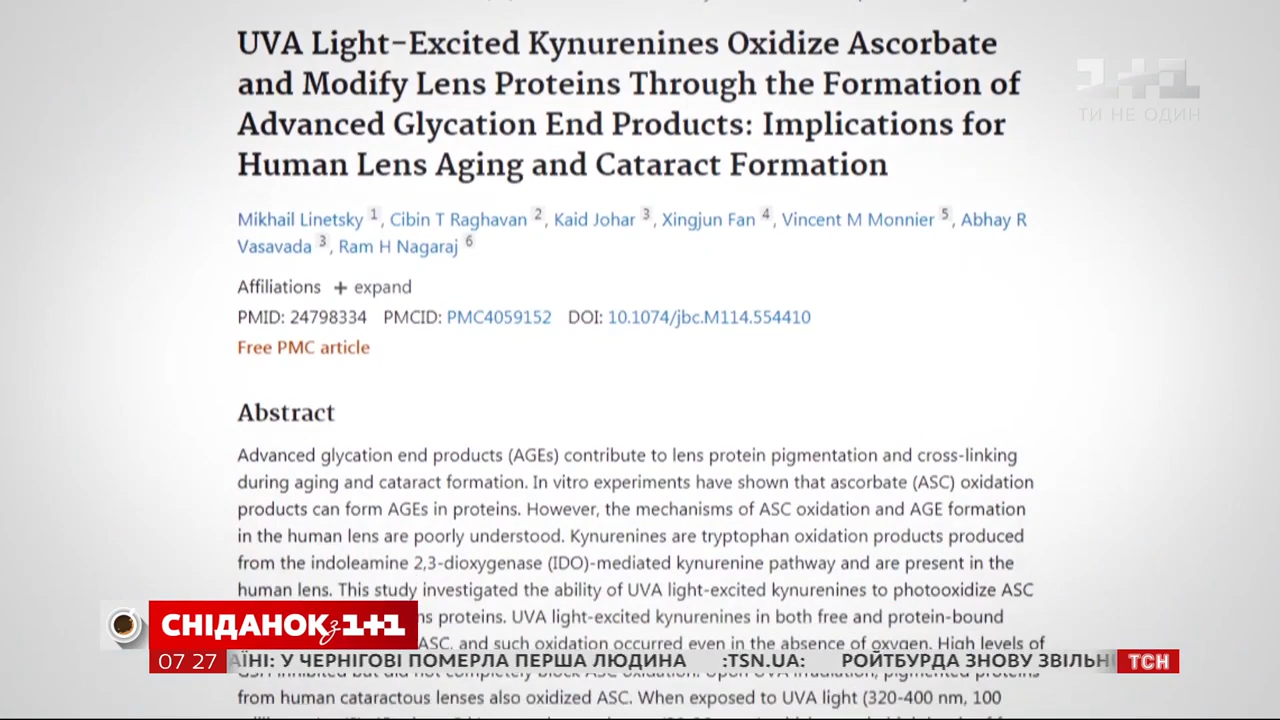 UVA Light-Excited Kynurenines Oxidize Ascorbate
and Modify Lens Proteins Through the Formation of
Advanced Glycation End Products: Implications for
Human Lens Aging and Cataract Formation
1+1
ТИ НЕ ОДИН
Mikhail Linetsky 1, Cibin T Raghavan 2, Kaid Johar 3, Xingjun Fan 4, Vincent M Monnier 5, Abhay R
Vasavada 3, Ram H Nagaraj 6
Affiliations + expand
PMID: 24798334 PMCID: PMC4059152 DOI: 10.1074/jbc.M114.554410
Free PMC article
Abstract
Advanced glycation end products (AGEs) contribute to lens protein pigmentation and cross-linking
during aging and cataract formation. In vitro experiments have shown that ascorbate (ASC) oxidation
products can form AGEs in proteins. However, the mechanisms of ASC oxidation and AGE formation
in the human lens are poorly understood. Kynurenines are tryptophan oxidation products produced
from the indoleamine 2,3-dioxygenase (IDO)-mediated kynurenine pathway and are present in the
human lens. This study investigated the ability of UVA light-excited kynurenines to photooxidize ASC
ns proteins. UVA light-excited kynurenines in both free and protein-bound
ASC, and such oxidation occurred even in the absence of oxygen. High levels of
from human cataractous lenses also oxidized ASC. When exposed to UVA light (320-400 nm, 100
СНІДАНОК З 1+1
07 27
АЇНІ: У ЧЕРНІГОВІ ПОМЕРЛА ПЕРША ЛЮДИНА :TSN.UA: РОЙТБУРДА ЗНОВУ ЗВІЛЬН
ТСН